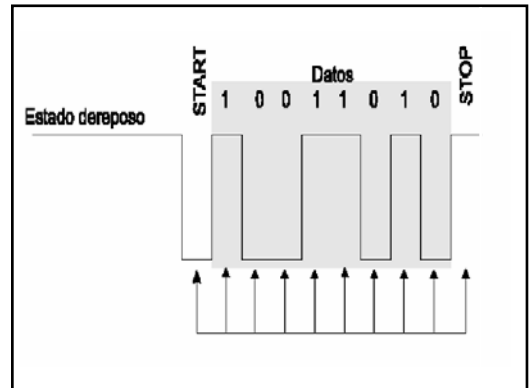 START
Datos
STOP
1 0 0 1 1 0 1 0
Estado dereposo